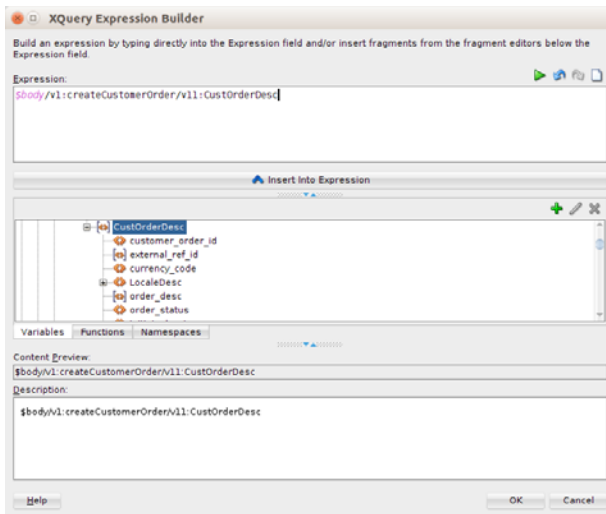 XQuery Expression Builder
Build an expression by typing directly into the Expression field and/or insert fragments from the fragment editors below the
Expression field.
Expression:
$body/v1:createCustomerOrder/v11:CustOrderDesc
Insert Into Expression
CustOrderDesc
customer_order_id
external_ref_id
currency_code
LocaleDesc
order_desc
order_status
Variables Functions Namespaces
Content Preview:
$body/v1:createCustomerOrder/v11:CustOrderDesc
Description:
$body/v1:createCustomerOrder/v11:CustOrderDesc
Help OK Cancel